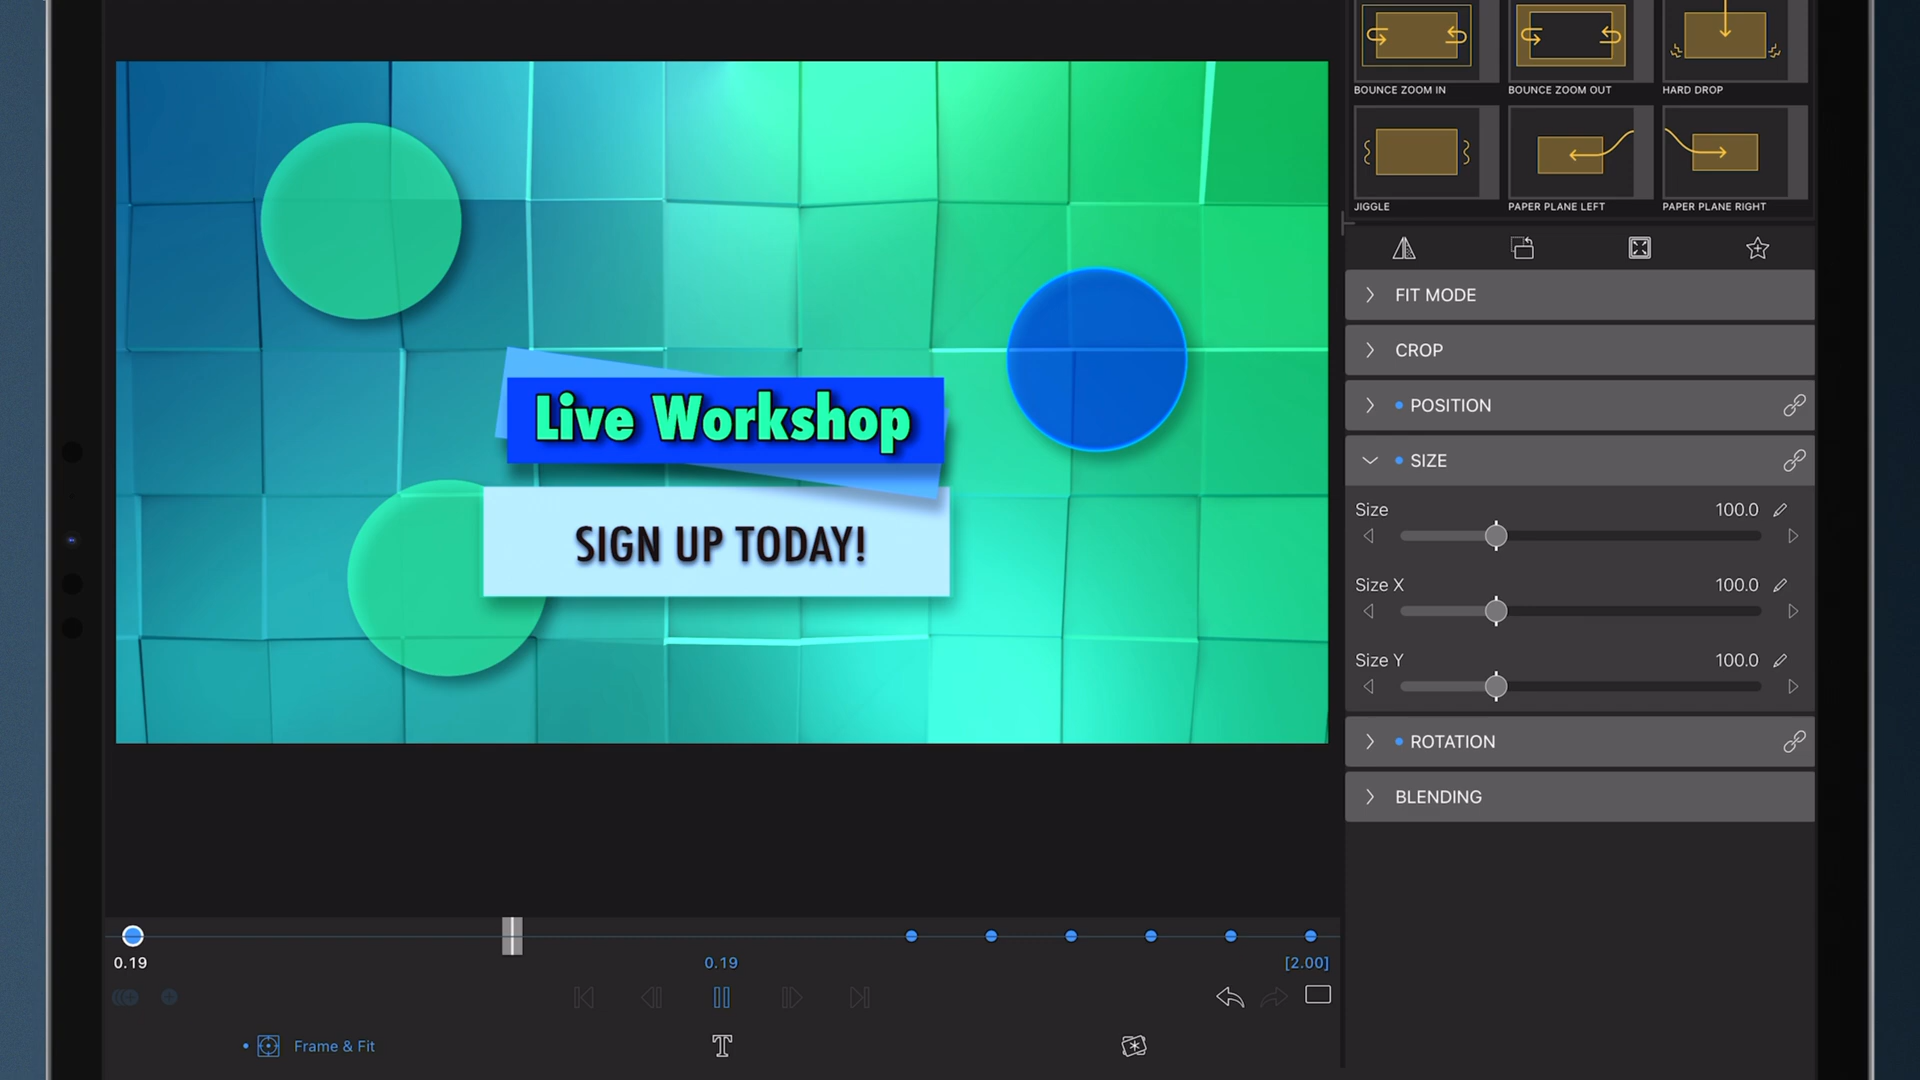 BOUNCE ZOOM IN
BOUNCE ZOOM OUT
HARD DROP
JIGGLE
PAPER PLANE LEFT
PAPER PLANE RIGHT
FIT MODE
CROP
POSITION
SIZE
Size 100.0
Size X 100.0
Size Y 100.0
ROTATION
BLENDING
Live Workshop
SIGN UP TODAY!
0.19
0.19
[2.00]
Frame & Fit